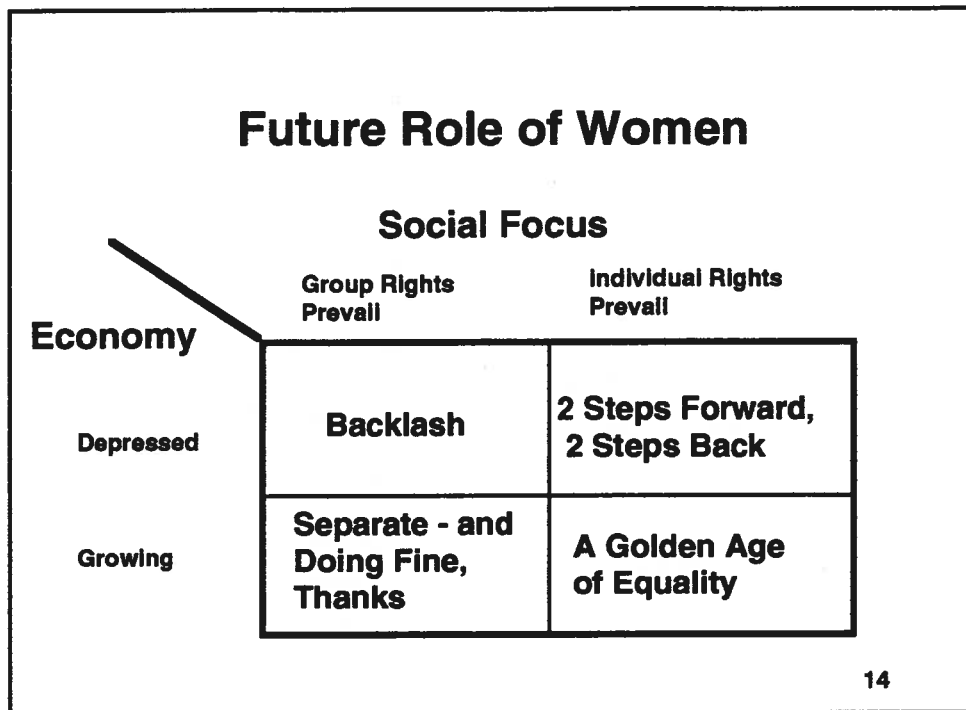 Future Role of Women
Social Focus
Group Rights
Prevail
Individual Rights
Prevail
Economy
Depressed
Backlash
2 Steps Forward,
2 Steps Back
Growing
Separate - and
Doing Fine,
Thanks
A Golden Age
of Equality
14